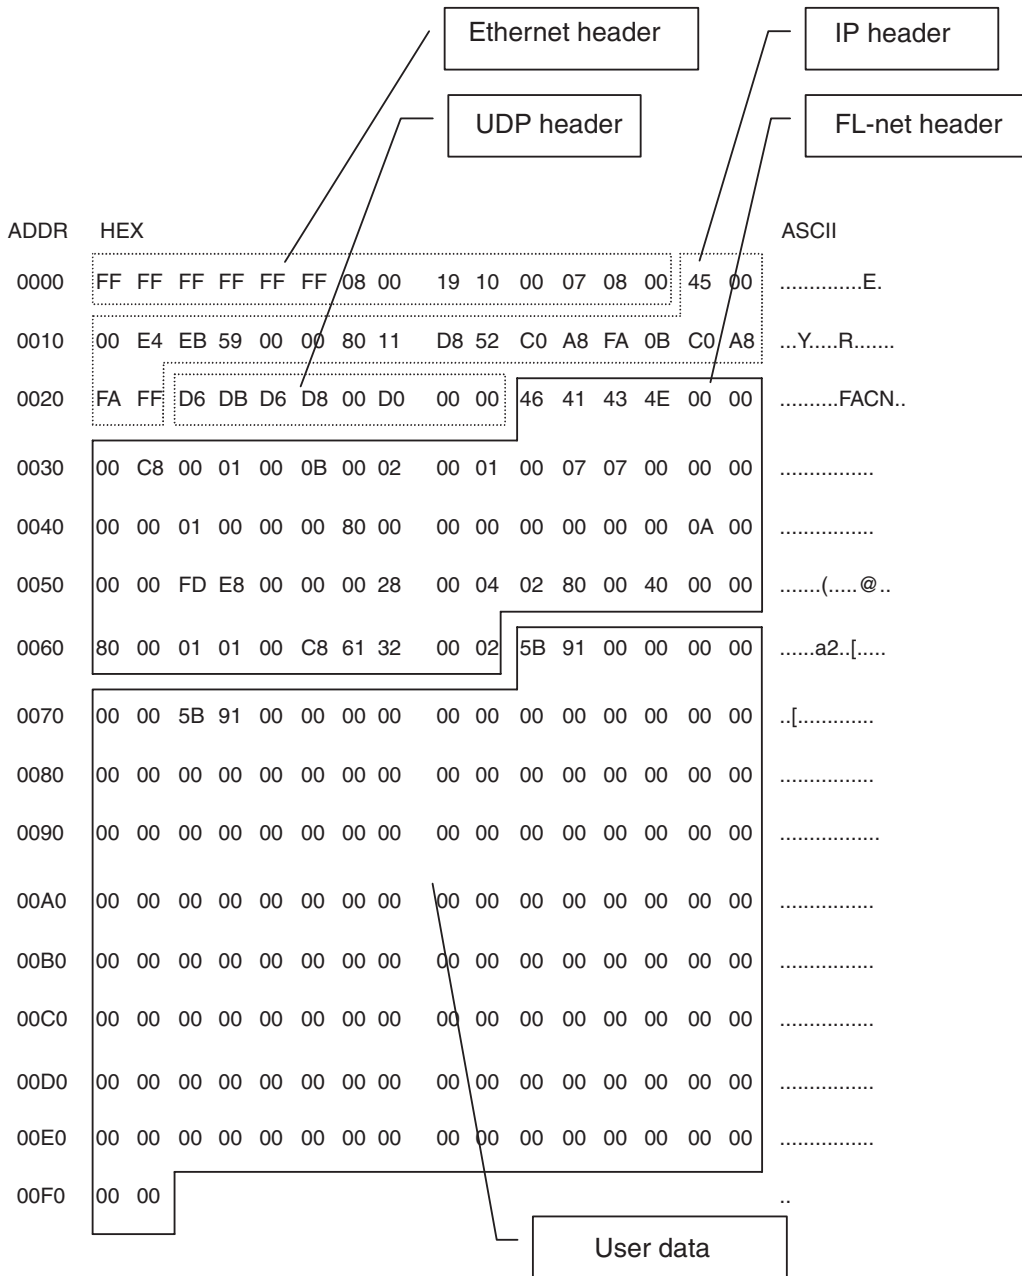 Ethernet header
IP header
UDP header
FL-net header
ADDR HEX ASCII
0000 FF FF FF FF FF FF 08 00 19 10 00 07 08 00 45 00 ..............E.
0010 00 E4 EB 59 00 00 80 11 D8 52 C0 A8 FA 0B C0 A8 ...Y.....R.......
0020 FA FF D6 DB D6 D8 00 D0 00 00 46 41 43 4E 00 00 ..........FACN..
0030 00 C8 00 01 00 0B 00 02 00 01 00 07 07 00 00 00 ................
0040 00 00 01 00 00 00 80 00 00 00 00 00 00 00 0A 00 ................
0050 00 00 FD E8 00 00 00 28 00 04 02 80 00 40 00 00 .......(.....@..
0060 80 00 01 01 00 C8 61 32 00 02 5B 91 00 00 00 00 ......a2..[.....
0070 00 00 5B 91 00 00 00 00 00 00 00 00 00 00 00 00 ..[.............
0080 00 00 00 00 00 00 00 00 00 00 00 00 00 00 00 00 ................
0090 00 00 00 00 00 00 00 00 00 00 00 00 00 00 00 00 .................
00A0 00 00 00 00 00 00 00 00 00 00 00 00 00 00 00 00 ................
00B0 00 00 00 00 00 00 00 00 00 00 00 00 00 00 00 00 ................
00C0 00 00 00 00 00 00 00 00 00 00 00 00 00 00 00 00 ................
00D0 00 00 00 00 00 00 00 00 00 00 00 00 00 00 00 00 ................
00E0 00 00 00 00 00 00 00 00 00 00 00 00 00 00 00 00 ................
00F0 00 00 ..
User data